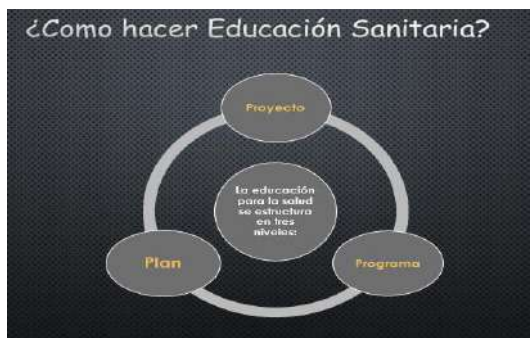 ¿Como hacer Educación Sanitaria?
Proyecto
La educación
para la salud
se estructura
en tres
niveles:
Plan
Programa